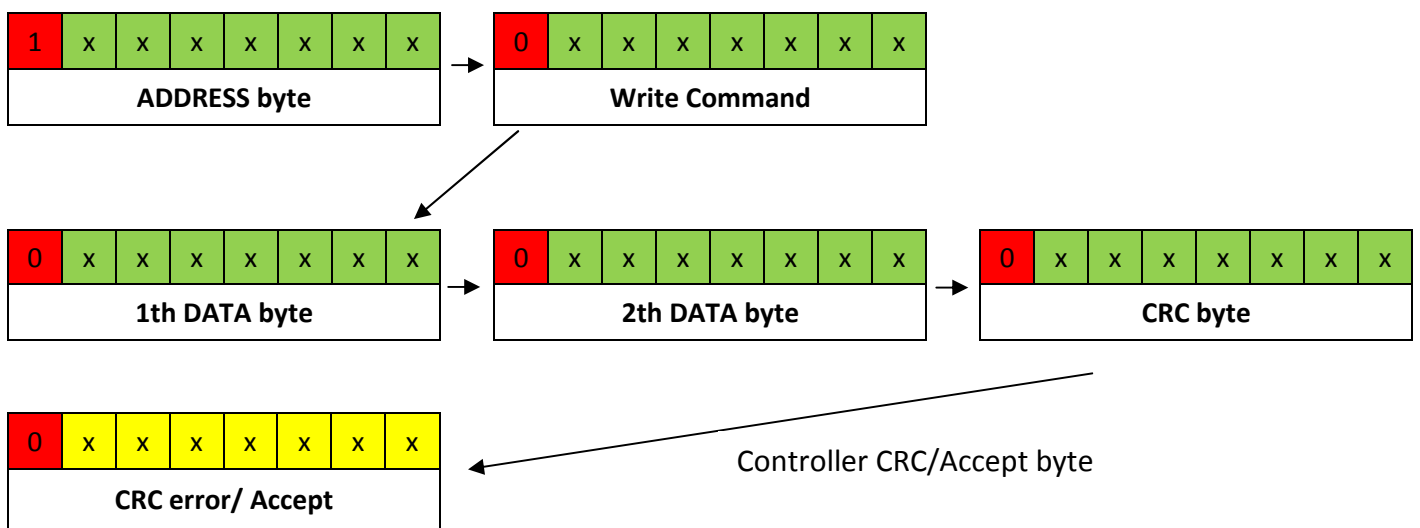 1 x x x x x x x 0 x x x x x x x
ADDRESS byte Write Command
0 x x x x x x x 0 x x x x x x x 0 x x x x x x x
1th DATA byte 2th DATA byte CRC byte
0 x x x x x x x
Controller CRC/Accept byte
CRC error/ Accept